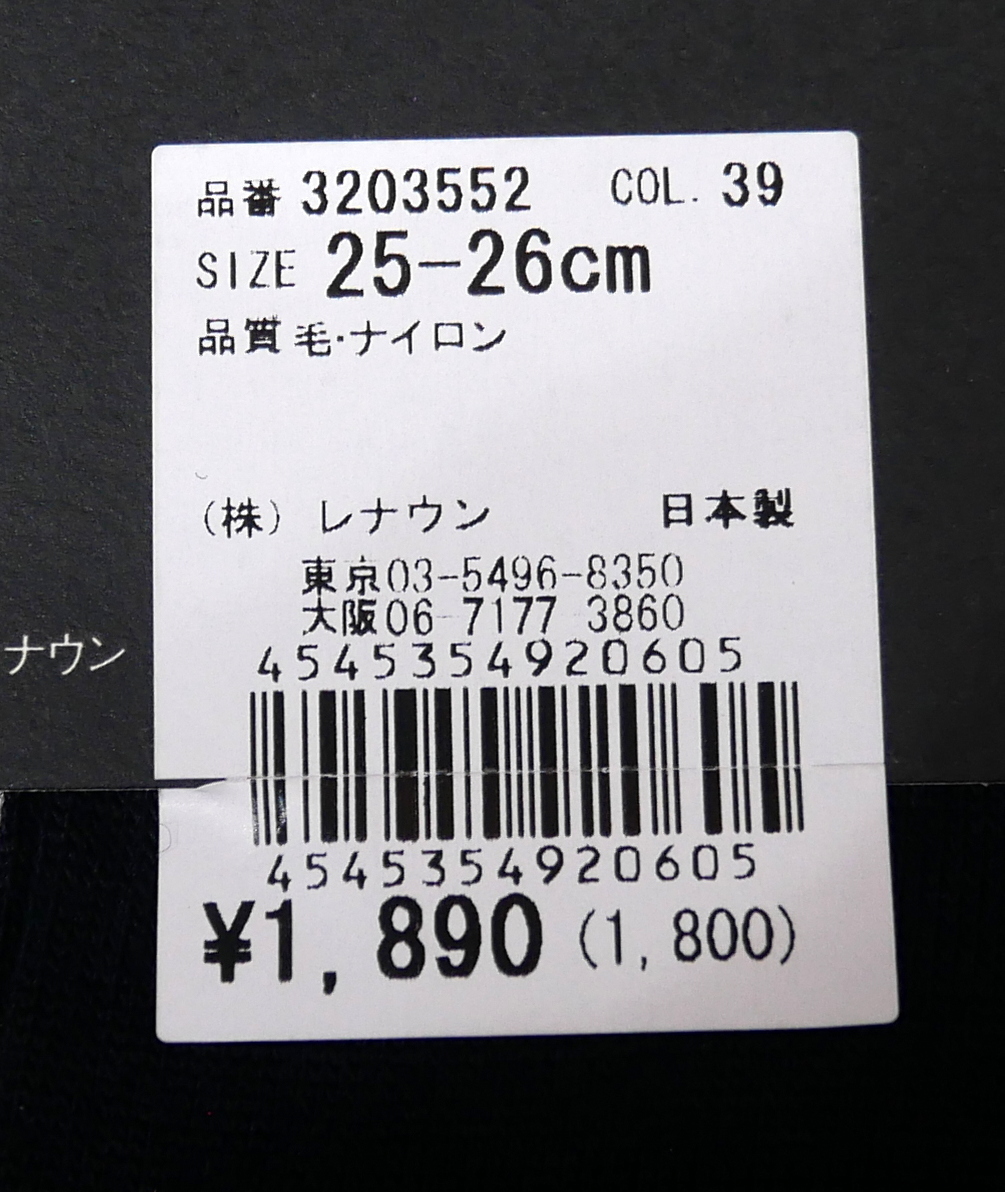 品番 3203552 COL. 39
SIZE 25-26cm
品質 毛・ナイロン
（株） レナウン 日本製
東京03-5496-8350
大阪06-7177 3860
ナウン
4545354920605
4545354920605
¥1,890 (1,800)